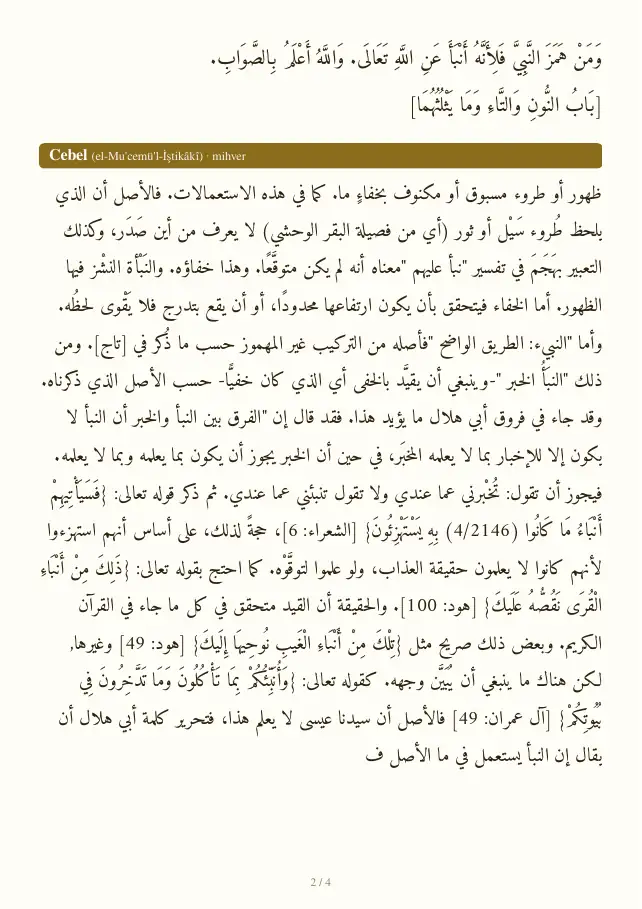 وَمَنْ هَمَزَ النَّبِيَّ فَلِأَنَّهُ أَنْبَأَ عَنِ اللَّهِ تَعَالَى. وَاللَّهُ أَعْلَمُ بِالصَّوَابِ.
[بَابُ النُّونِ وَالتَّاءِ وَمَا يَثْلُثُهُمَا]
Cebel (el-Mu'cemü'l-İştikâkî) · mihver
ظهور أو طروء مسبوق أو مكنوف بخفاءٍ ما. كما في هذه الاستعمالات. فالأصل أن الذي
يلحظ طُروء سَيْل أو ثور (أي من فصيلة البقر الوحشي) لا يعرف من أين صَدَر، وكذلك
التعبير بهَجَمَ في تفسير "نبأ عليهم "معناه أنه لم يكن متوقَّعًا. وهذا خفاؤه. والنَبْأة النشْز فيها
الظهور. أما الخفاء فيتحقق بأن يكون ارتفاعها محدودًا، أو أن يقع بتدرج فلا يَقْوى لحظُه.
وأما "النبيء: الطريق الواضح "فأصله من التركيب غير المهموز حسب ما ذُكر في [تاج]. ومن
ذلك "النَبأُ الخبر "-وينبغي أن يقيَّد بالخفى أي الذي كان خفيًّا- حسب الأصل الذي ذكرناه.
وقد جاء في فروق أبي هلال ما يؤيد هذا. فقد قال إن "الفرق بين النبأ والخبر أن النبأ لا
يكون إلا للإخبار بما لا يعلمه المخبَر، في حين أن الخبر يجوز أن يكون بما يعلمه وبما لا يعلمه.
فيجوز أن تقول: تُخْبرني عما عندي ولا تقول تنبئني عما عندي. ثم ذكر قوله تعالى: {فَسَيَأْتِيهِمْ
أَنْبَاءُ مَا كَانُوا (4/2146) بِهِ يَسْتَهْزِئُونَ} [الشعراء: 6]، حجةً لذلك، على أساس أنهم استهزءوا
لأنهم كانوا لا يعلمون حقيقة العذاب، ولو علموا لتوقَّوْه. كما احتج بقوله تعالى: {ذَلِكَ مِنْ أَنْبَاءِ
الْقُرَى نَقُصُّهُ عَلَيكَ} [هود: 100]. والحقيقة أن القيد متحقق في كل ما جاء في القرآن
الكريم. وبعض ذلك صريح مثل {تِلْكَ مِنْ أَنْبَاءِ الْغَيبِ نُوحِيهَا إِلَيكَ} [هود: 49] وغيرها,
لكن هناك ما ينبغي أن يُبَيَّن وجهه. كقوله تعالى: {وَأُنَبِّئُكُمْ بِمَا تَأْكُلُونَ وَمَا تَدَّخِرُونَ فِي
بُيُوتِكُمْ} [آل عمران: 49] فالأصل أن سيدنا عيسى لا يعلم هذا، فتحرير كلمة أبي هلال أن
يقال إن النبأ يستعمل في ما الأصل ف
2 / 4